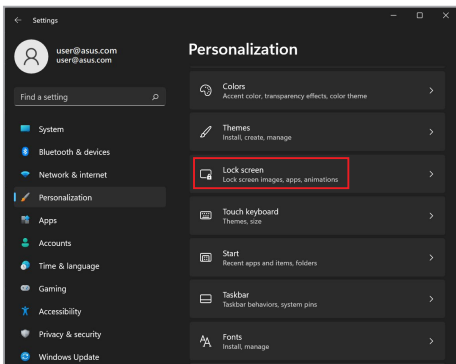 Settings
user@asus.com
user@asus.com
Find a setting
System
Bluetooth & devices
Network & internet
Personalization
Apps
Accounts
Time & language
Gaming
Accessibility
Privacy & security
Windows Update
Personalization
Colors
Accent color, transparency effects, color theme
Themes
Install, create, manage
Lock screen
Lock screen images, apps, animations
Touch keyboard
Themes, size
Start
Recent apps and items, folders
Taskbar
Taskbar behaviors, system pins
Fonts
Install, manage